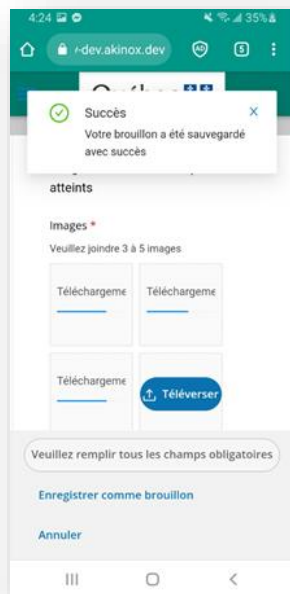 4:24
35%
r-dev.akinox.dev
AD
5
Succès
Votre brouillon a été sauvegardé
avec succès
atteints
Images *
Veuillez joindre 3 à 5 images
Téléchargeme Téléchargeme
Téléchargeme
Téléverser
Veuillez remplir tous les champs obligatoires
Enregistrer comme brouillon
Annuler